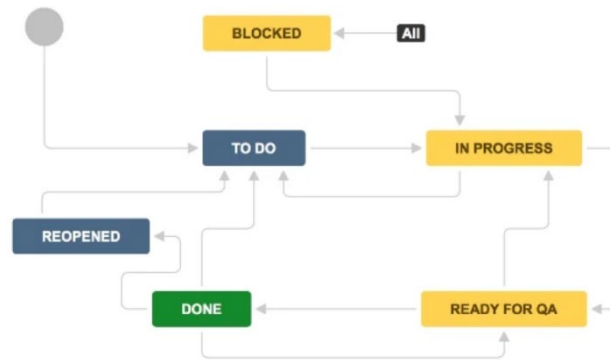 BLOCKED
All
TO DO
IN PROGRESS
REOPENED
DONE
READY FOR QA